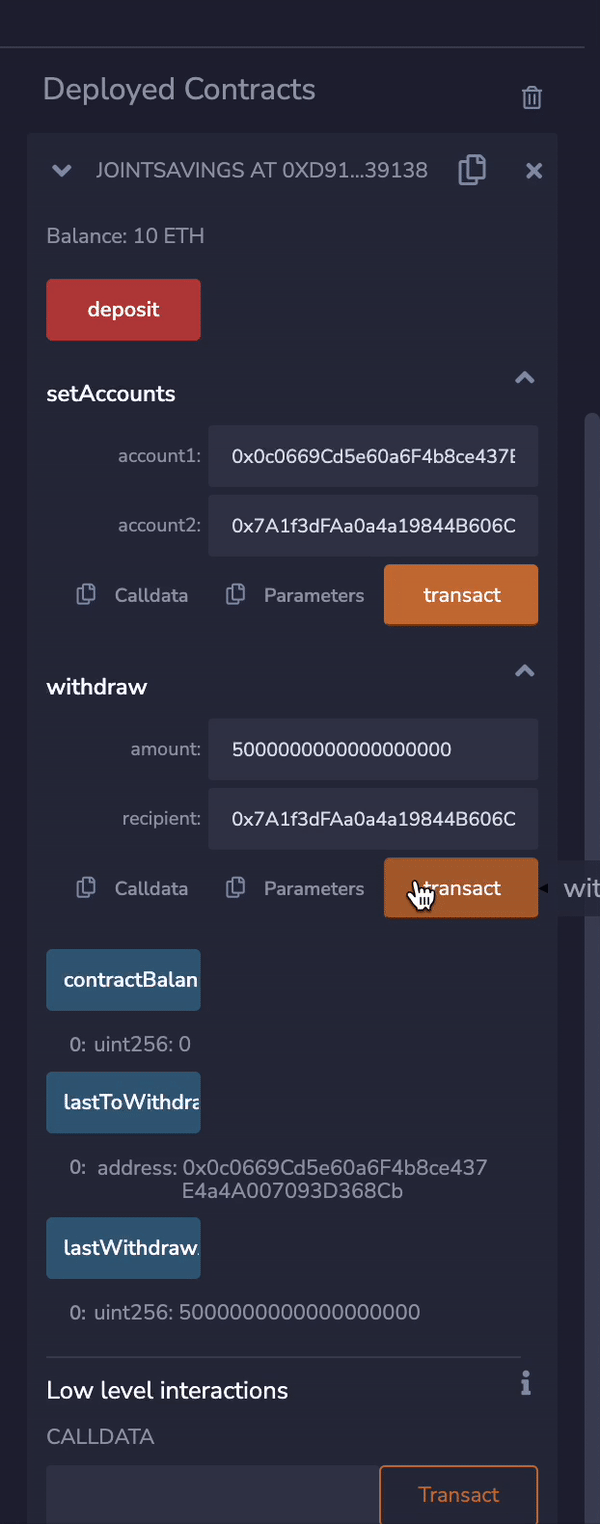 Deployed Contracts
JOINTSAVINGS AT 0XD91...39138
Balance: 10 ETH
deposit
setAccounts
account1: 0x0c0669Cd5e60a6F4b8ce437E
account2: 0x7A1f3dFAa0a4a19844B606C
Calldata Parameters transact
withdraw
amount: 5000000000000000000
recipient: 0x7A1f3dFAa0a4a19844B606C
Calldata Parameters transact wit
contractBalan
0: uint256: 0
lastToWithdra
0: address: 0x0c0669Cd5e60a6F4b8ce437
E4a4A007093D368Cb
lastWithdraw
0: uint256: 5000000000000000000
Low level interactions
CALLDATA
Transact